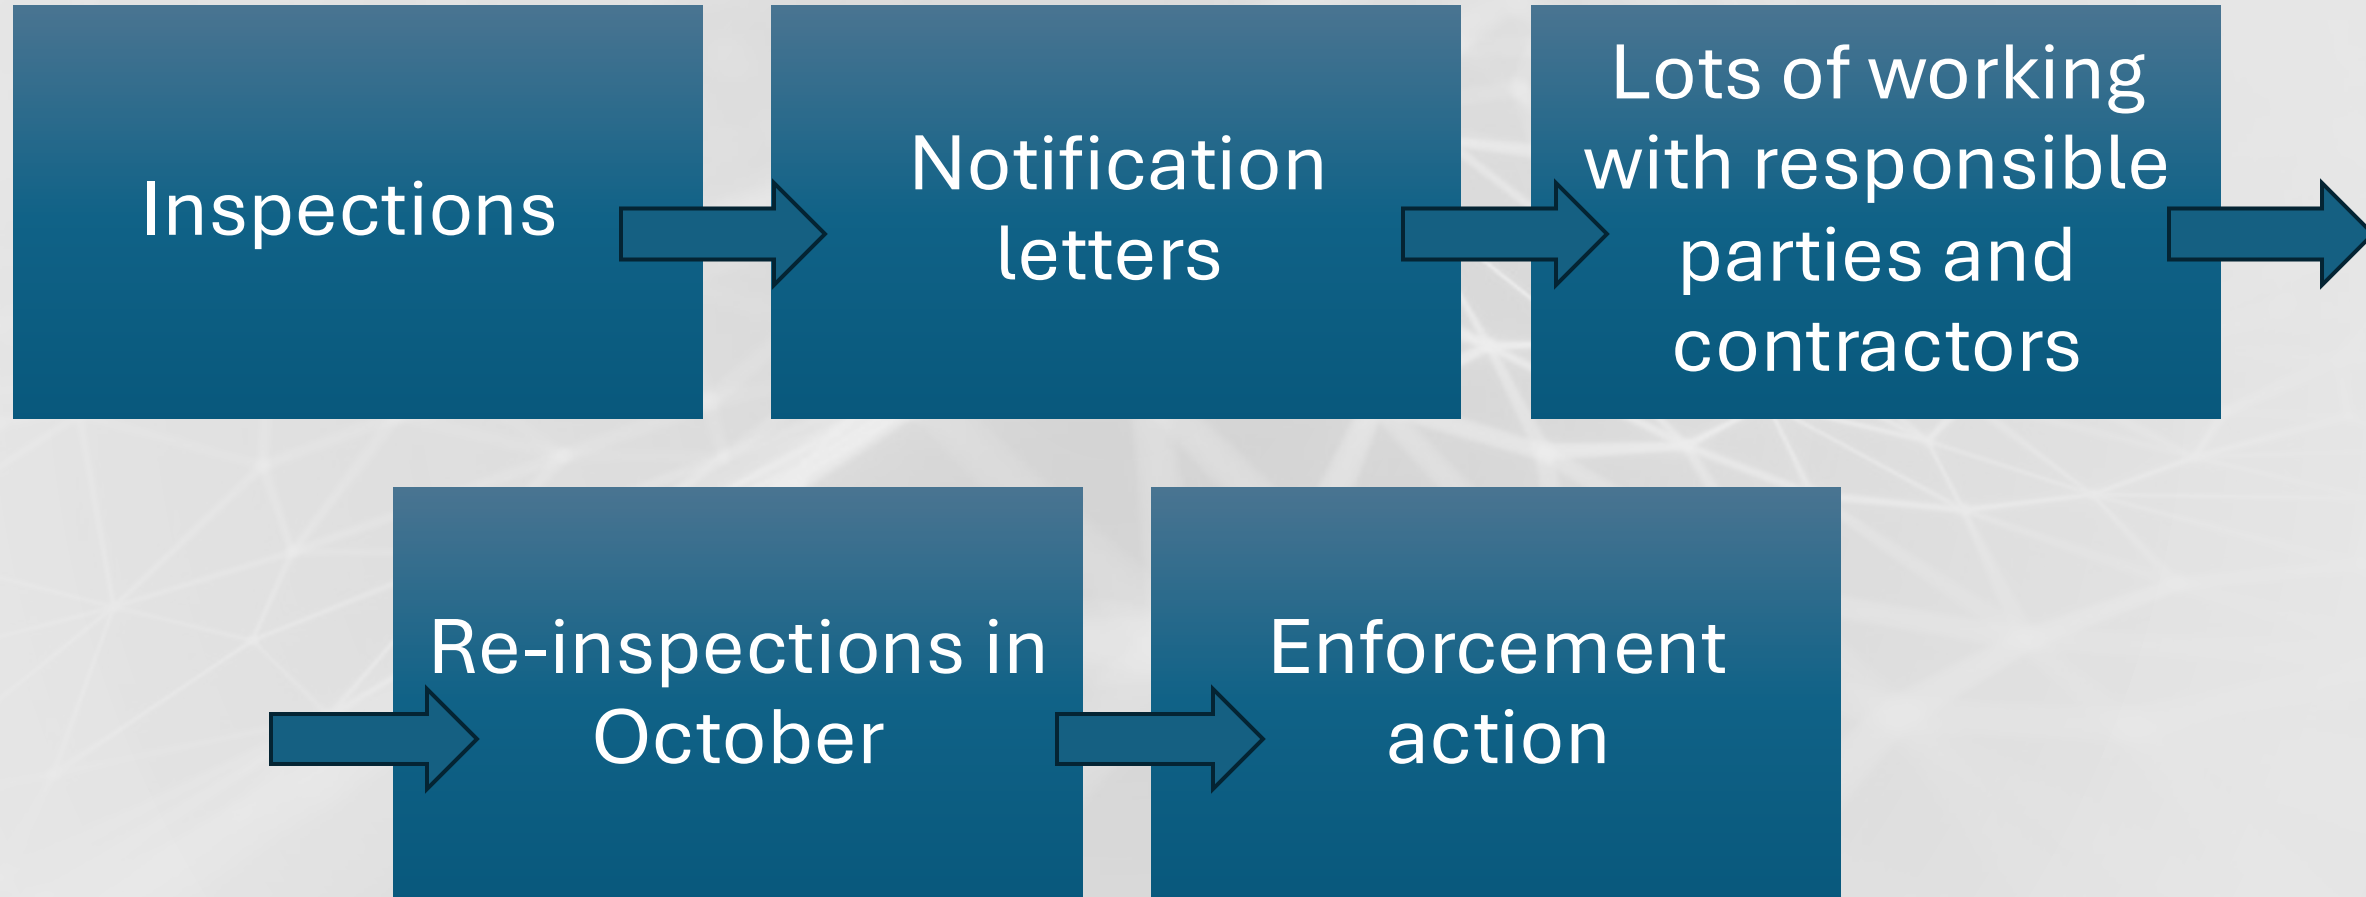 Inspections
Notification
letters
Lots of working
with responsible
parties and
contractors
Re-inspections in
October
Enforcement
action